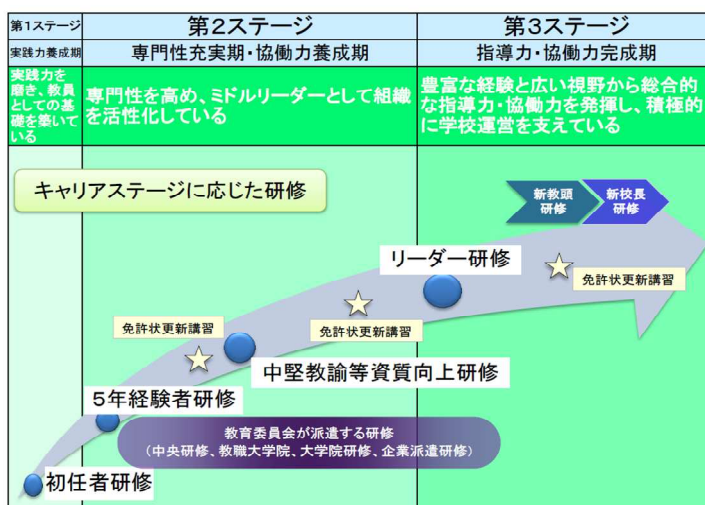 第1ステージ
第2ステージ
第3ステージ
実践力養成期
専門性充実期・協働力養成期
指導力・協働力完成期
実践力を
磨き、教員
としての基
礎を築いて
いる
専門性を高め、ミドルリーダーとして組織
を活性化している
豊富な経験と広い視野から総合的
な指導力・協働力を発揮し、積極的
に学校運営を支えている
キャリアステージに応じた研修
新教頭
研修
新校長
研修
リーダー研修
免許状更新講習
免許状更新講習
免許状更新講習
中堅教諭等資質向上研修
5年経験者研修
教育委員会が派遣する研修
(中央研修、教職大学院、大学院研修、企業派遣研修)
初任者研修